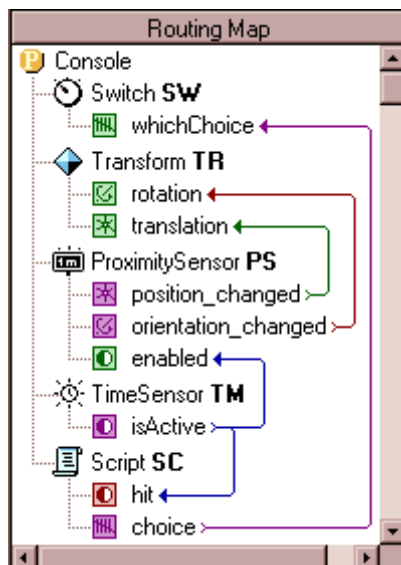 Routing Map
P Console
Switch SW
whichChoice
Transform TR
rotation
translation
1m ProximitySensor PS
position_changed
orientation_changed
enabled
TimeSensor TM
isActive
Script SC
hit
choice